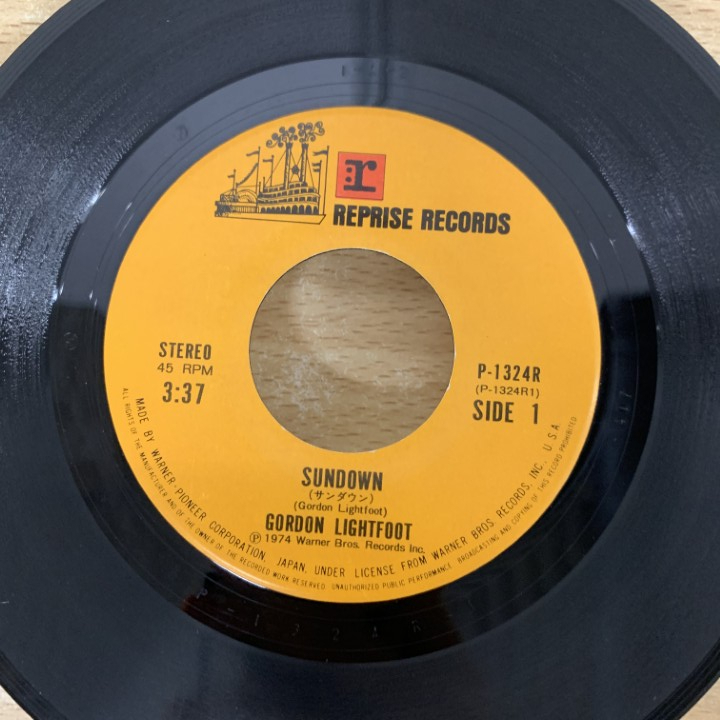 r
REPRISE RECORDS
STEREO
45 RPM
3:37
P-1324R
(P-1324R1)
SIDE 1
SUNDOWN
(サンダウン)
(Gordon Lightfoot)
GORDON LIGHTFOOT
Ⓟ 1974 Warner Bros. Records Inc.
MADE BY WARNER-PIONEER CORPORATION, JAPAN, UNDER LICENSE FROM WARNER BROS RECORDS, INC. U.S.A.
ALL RIGHTS OF THE MANUFACTURER AND OF THE OWNER OF THE RECORDED WORK RESERVED. UNAUTHORIZED PUBLIC PERFORMANCE, BROADCASTING AND COPYING OF THIS RECORD PROHIBITED
P-1324R